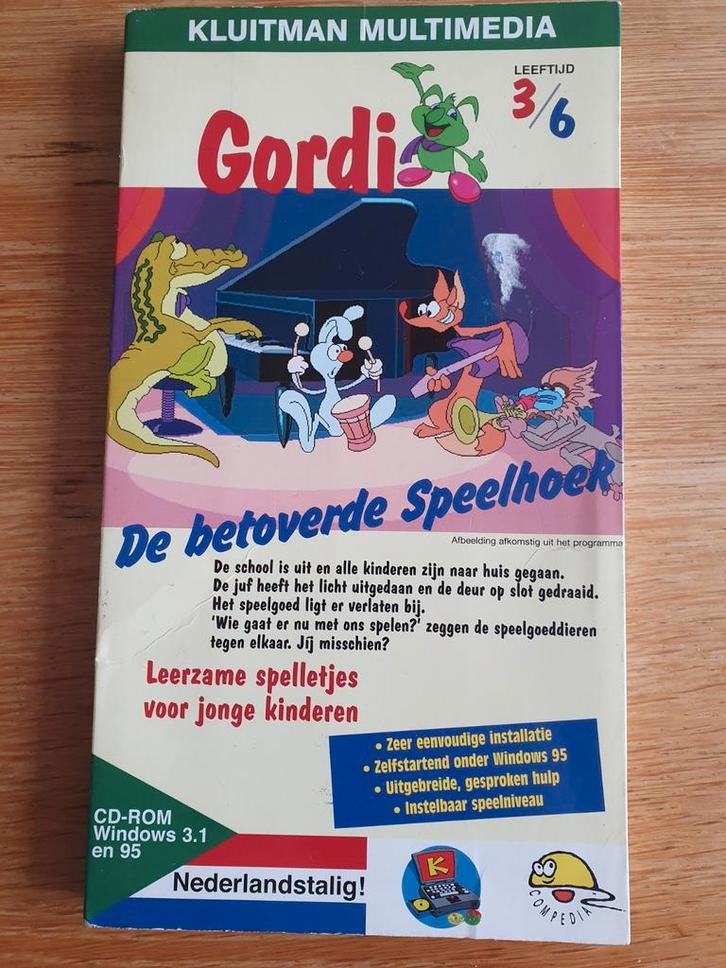 KLUITMAN MULTIMEDIA
LEEFTIJD
3/6
Gordi
De betoverde Speelhoek
Afbeelding afkomstig uit het programma
De school is uit en alle kinderen zijn naar huis gegaan.
De juf heeft het licht uitgedaan en de deur op slot gedraaid.
Het speelgoed ligt er verlaten bij.
'Wie gaat er nu met ons spelen?' zeggen de speelgoeddieren
tegen elkaar. Jíj misschien?
Leerzame spelletjes
voor jonge kinderen
• Zeer eenvoudige installatie
• Zelfstartend onder Windows 95
• Uitgebreide, gesproken hulp
• Instelbaar speelniveau
CD-ROM
Windows 3.1
en 95
Nederlandstalig!
K
COMPEDIA